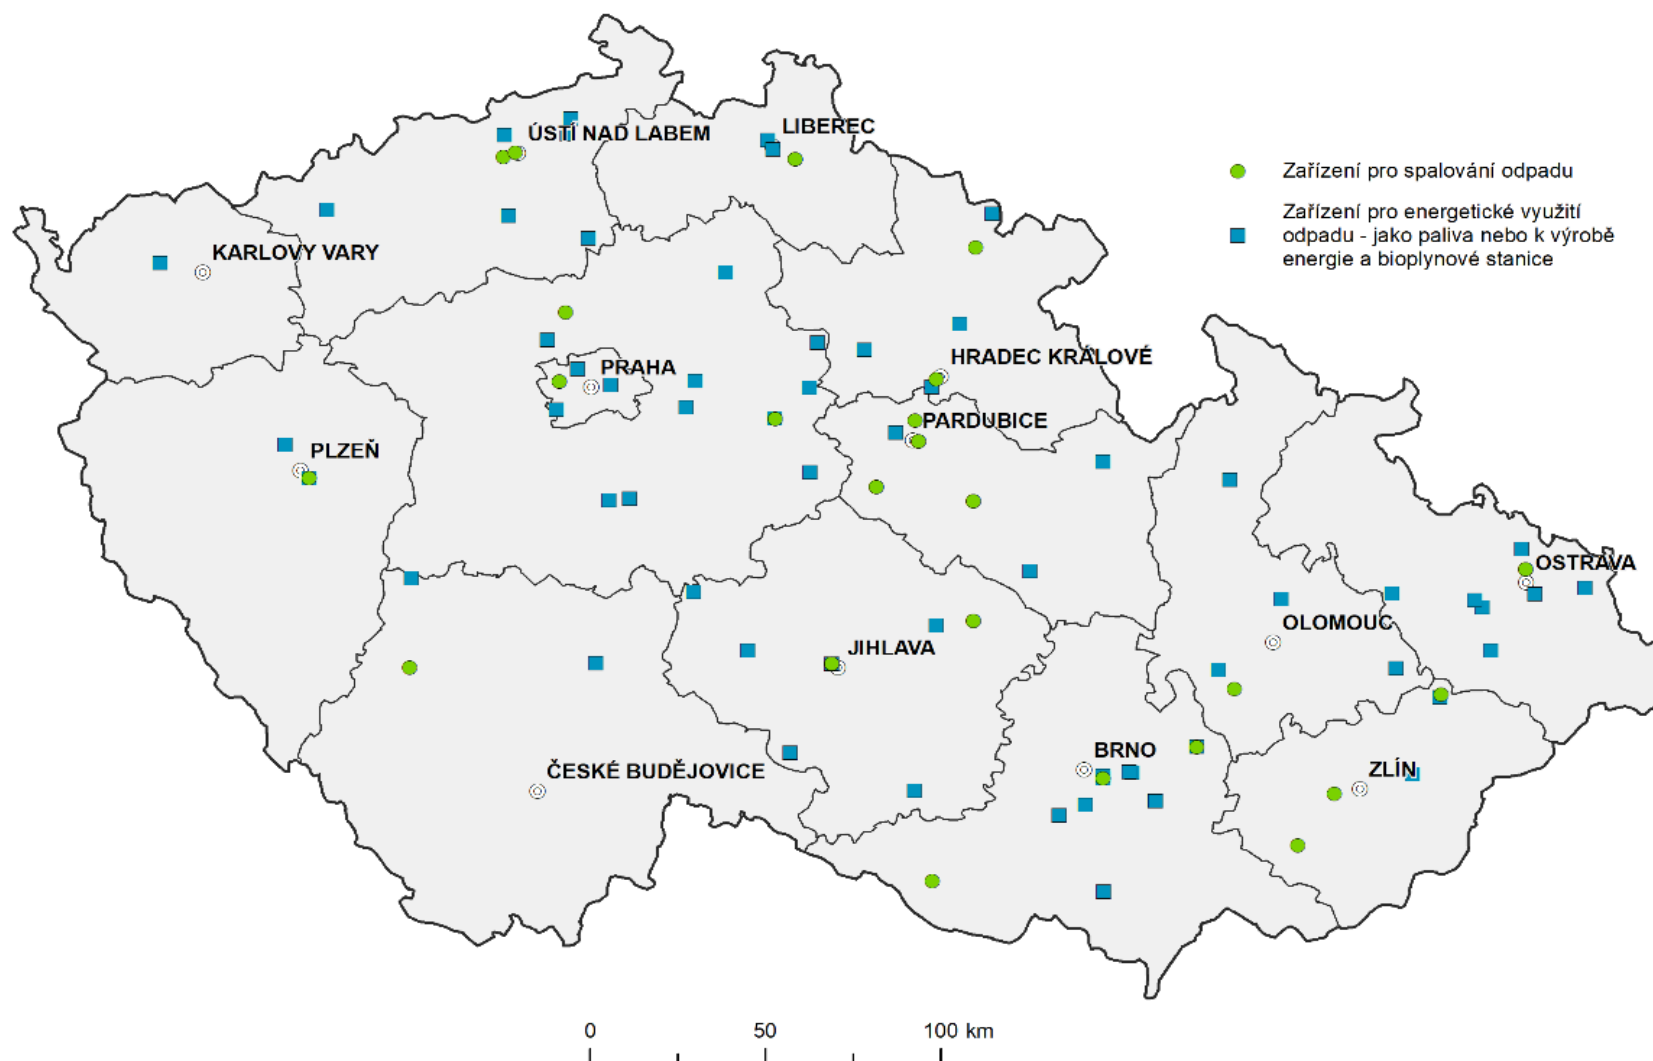 ÚSTÍ NAD LABEM
LIBEREC
Zařízení pro spalování odpadu
Zařízení pro energetické využití
odpadu - jako paliva nebo k výrobě
energie a bioplynové stanice
KARLOVY VARY
PRAHA
HRADEC KRÁLOVÉ
PARDUBICE
PLZEŇ
OSTRAVA
OLOMOUC
JIHLAVA
BRNO
ZLÍN
ČESKÉ BUDĚJOVICE
0 50 100 km